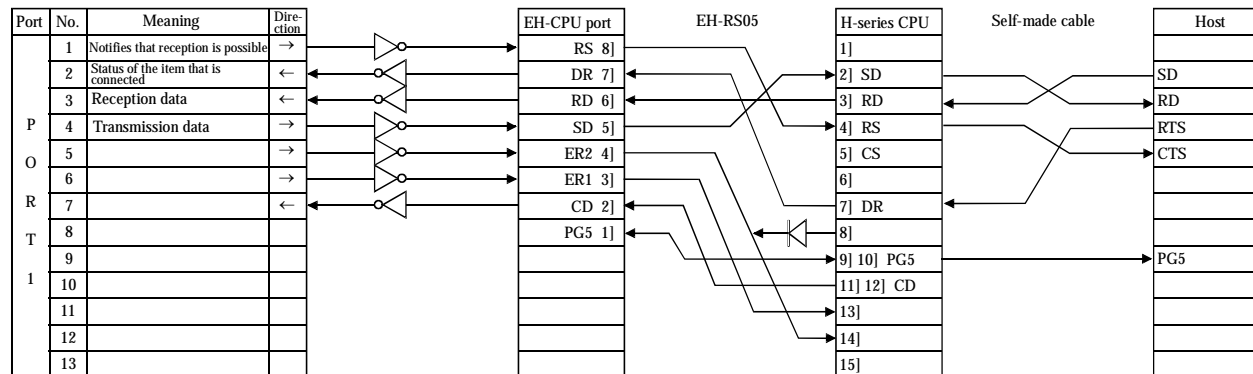 Port No. Meaning Dire-ction EH-CPU port EH-RS05 H-series CPU Self-made cable Host
1 Notifies that reception is possible → RS 8] 1]
2 Status of the item that is connected ← DR 7] 2] SD SD
3 Reception data ← RD 6] 3] RD RD
P 4 Transmission data → SD 5] 4] RS RTS
O 5 → ER2 4] 5] CS CTS
6 → ER1 3] 6]
R 7 ← CD 2] 7] DR
T 8 PG5 1] 8]
9 9] 10] PG5 PG5
1 10 11] 12] CD
11 13]
12 14]
13 15]